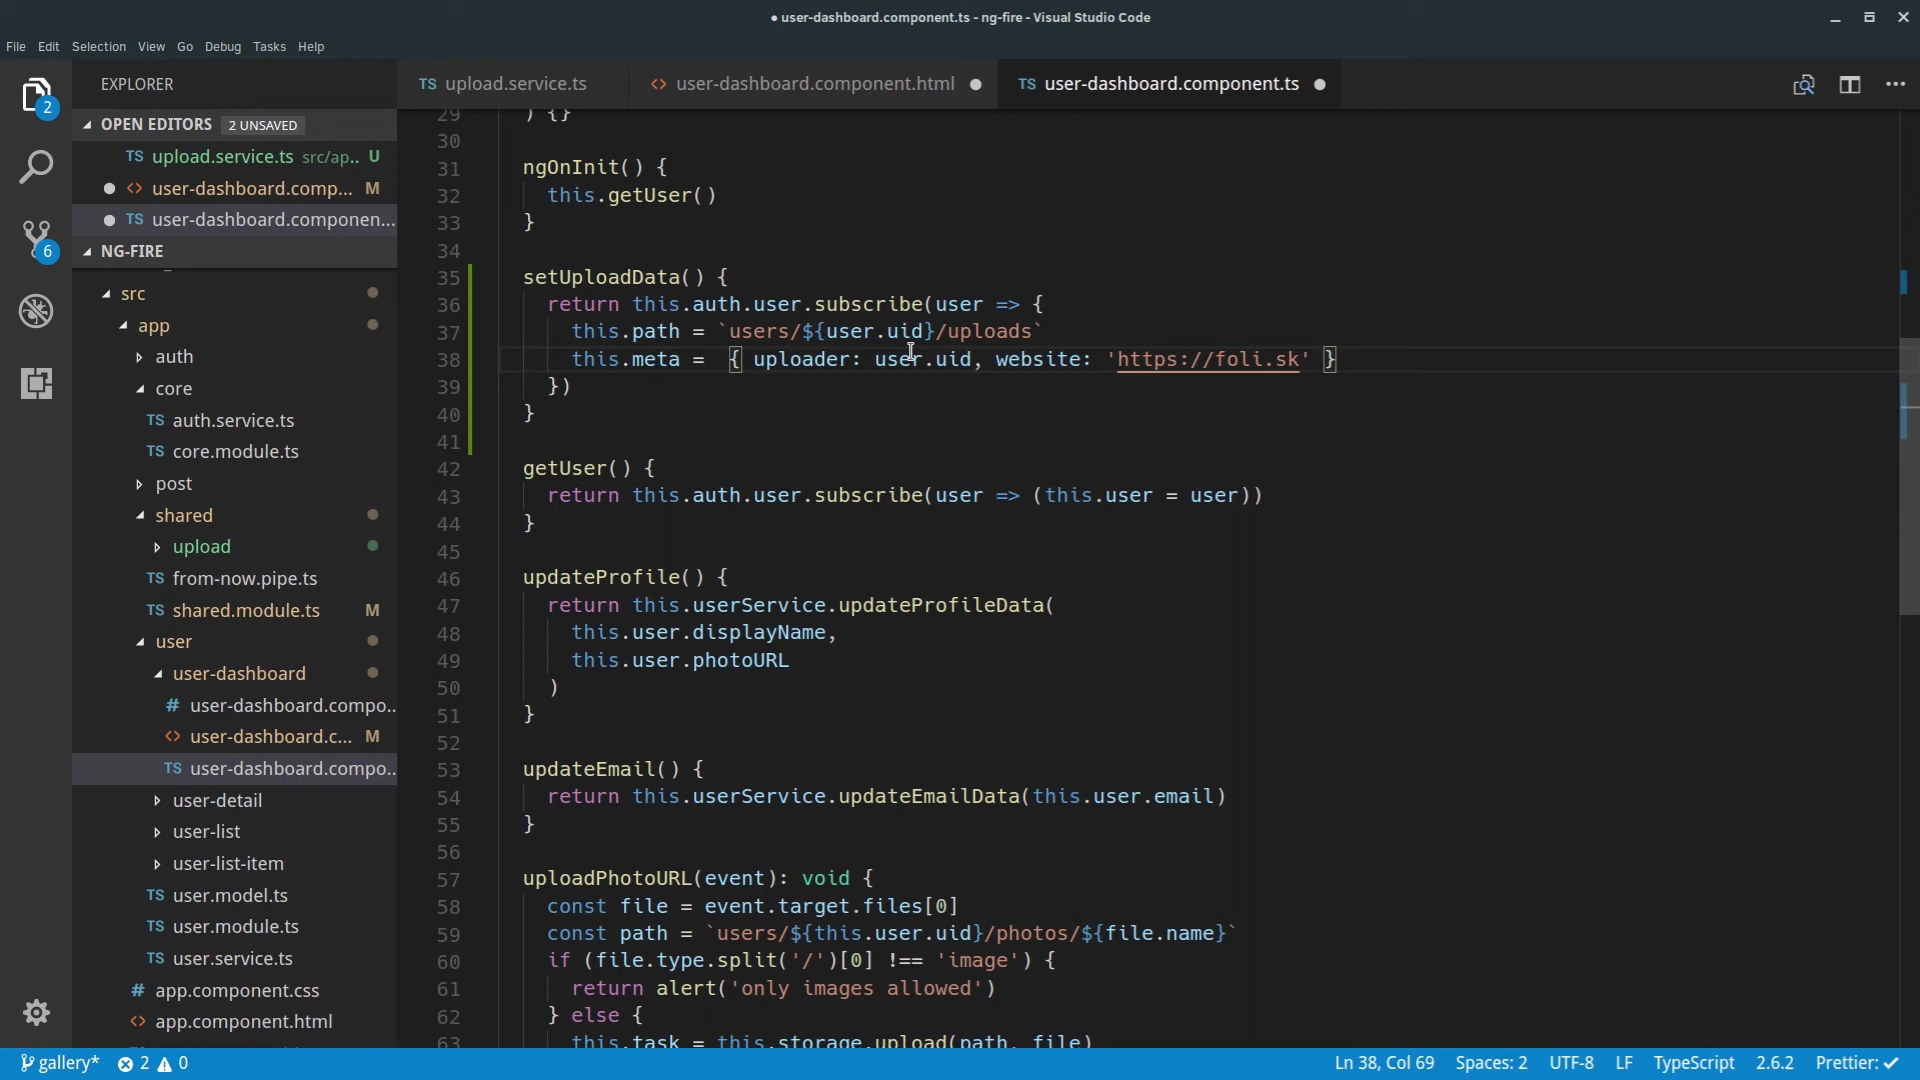 ● user-dashboard.component.ts - ng-fire - Visual Studio Code
File Edit Selection View Go Debug Tasks Help
EXPLORER
TS upload.service.ts
<> user-dashboard.component.html ●
TS user-dashboard.component.ts ●
2
6
OPEN EDITORS 2 UNSAVED
TS upload.service.ts src/ap.. U
● <> user-dashboard.comp... M
● TS user-dashboard.componen...
NG-FIRE
src
app
auth
core
TS auth.service.ts
TS core.module.ts
post
shared
upload
TS from-now.pipe.ts
TS shared.module.ts M
user
user-dashboard
# user-dashboard.compo..
<> user-dashboard.c... M
TS user-dashboard.compo..
user-detail
user-list
user-list-item
TS user.model.ts
TS user.module.ts
TS user.service.ts
# app.component.css
<> app.component.html
29 ) {}
30
31 ngOnInit() {
32 this.getUser()
33 }
34
35 setUploadData() {
36 return this.auth.user.subscribe(user => {
37 this.path = `users/${user.uid}/uploads`
38 this.meta =  { uploader: user.uid, website: 'https://foli.sk' }
39 })
40 }
41
42 getUser() {
43 return this.auth.user.subscribe(user => (this.user = user))
44 }
45
46 updateProfile() {
47 return this.userService.updateProfileData(
48 this.user.displayName,
49 this.user.photoURL
50 )
51 }
52
53 updateEmail() {
54 return this.userService.updateEmailData(this.user.email)
55 }
56
57 uploadPhotoURL(event): void {
58 const file = event.target.files[0]
59 const path = `users/${this.user.uid}/photos/${file.name}`
60 if (file.type.split('/')[0] !== 'image') {
61 return alert('only images allowed')
62 } else {
63 this.task = this.storage.upload(path, file)
gallery* 2 0
Ln 38, Col 69 Spaces: 2 UTF-8 LF TypeScript 2.6.2 Prettier: ✓